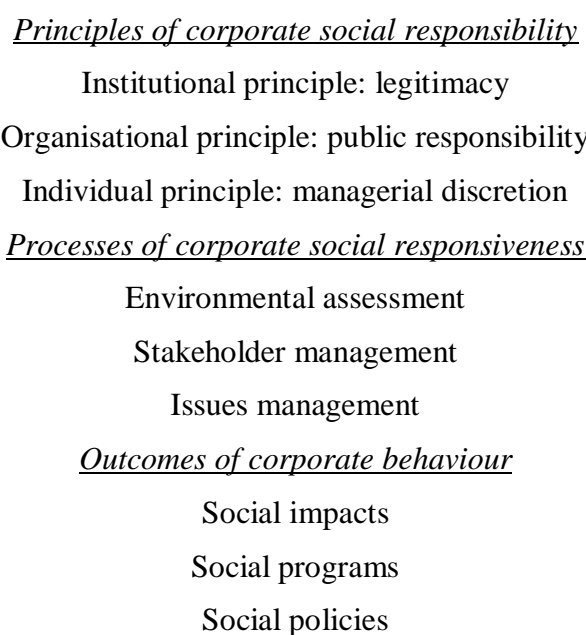 Principles of corporate social responsibility
Institutional principle: legitimacy
Organisational principle: public responsibility
Individual principle: managerial discretion
Processes of corporate social responsiveness
Environmental assessment
Stakeholder management
Issues management
Outcomes of corporate behaviour
Social impacts
Social programs
Social policies